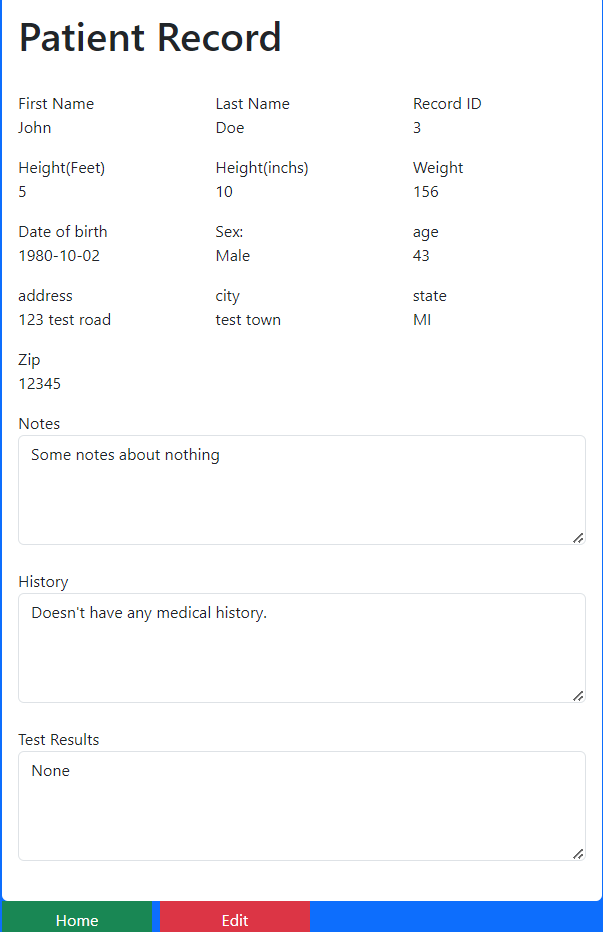 Patient Record
First Name Last Name Record ID
John Doe 3
Height(Feet) Height(inchs) Weight
5 10 156
Date of birth Sex: age
1980-10-02 Male 43
address city state
123 test road test town MI
Zip
12345
Notes
Some notes about nothing
History
Doesn't have any medical history.
Test Results
None
Home Edit